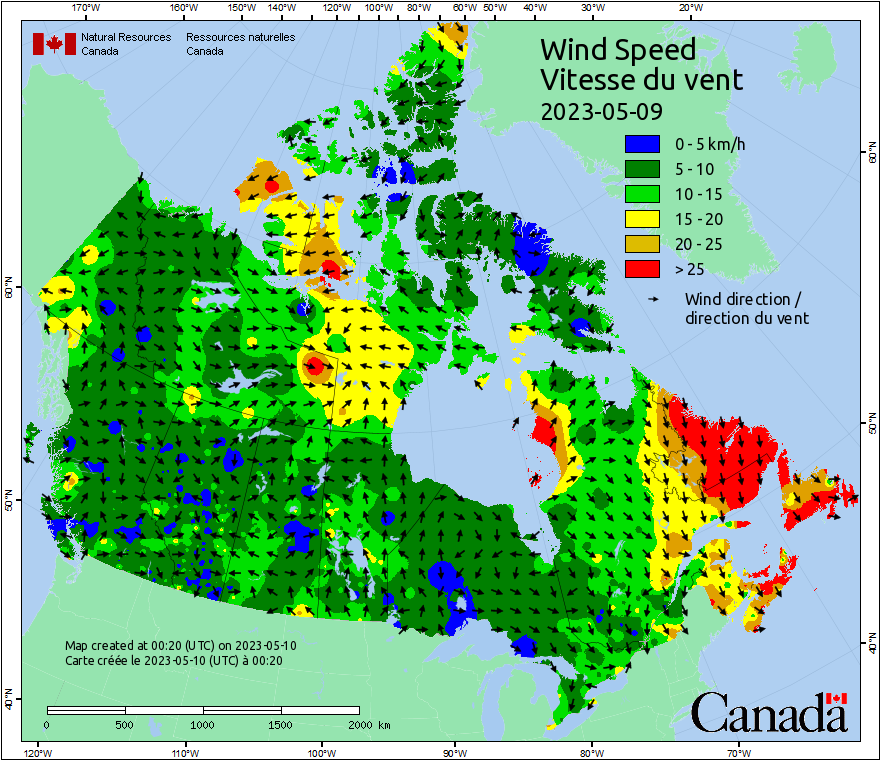 170°W 160°W 150°W 140°W 120°W 100°W 80°W 60°W 50°W 40°W 30°W 20°W
Natural Resources Canada
Ressources naturelles Canada
Wind Speed
Vitesse du vent
2023-05-09
0 - 5 km/h
5 - 10
10 - 15
15 - 20
20 - 25
> 25
Wind direction /
direction du vent
60°N
60°N
50°N
50°N
40°N
40°N
Map created at 00:20 (UTC) on 2023-05-10
Carte créée le 2023-05-10 (UTC) à 00:20
0 500 1000 1500 2000 km
Canada
120°W 110°W 100°W 90°W 80°W 70°W